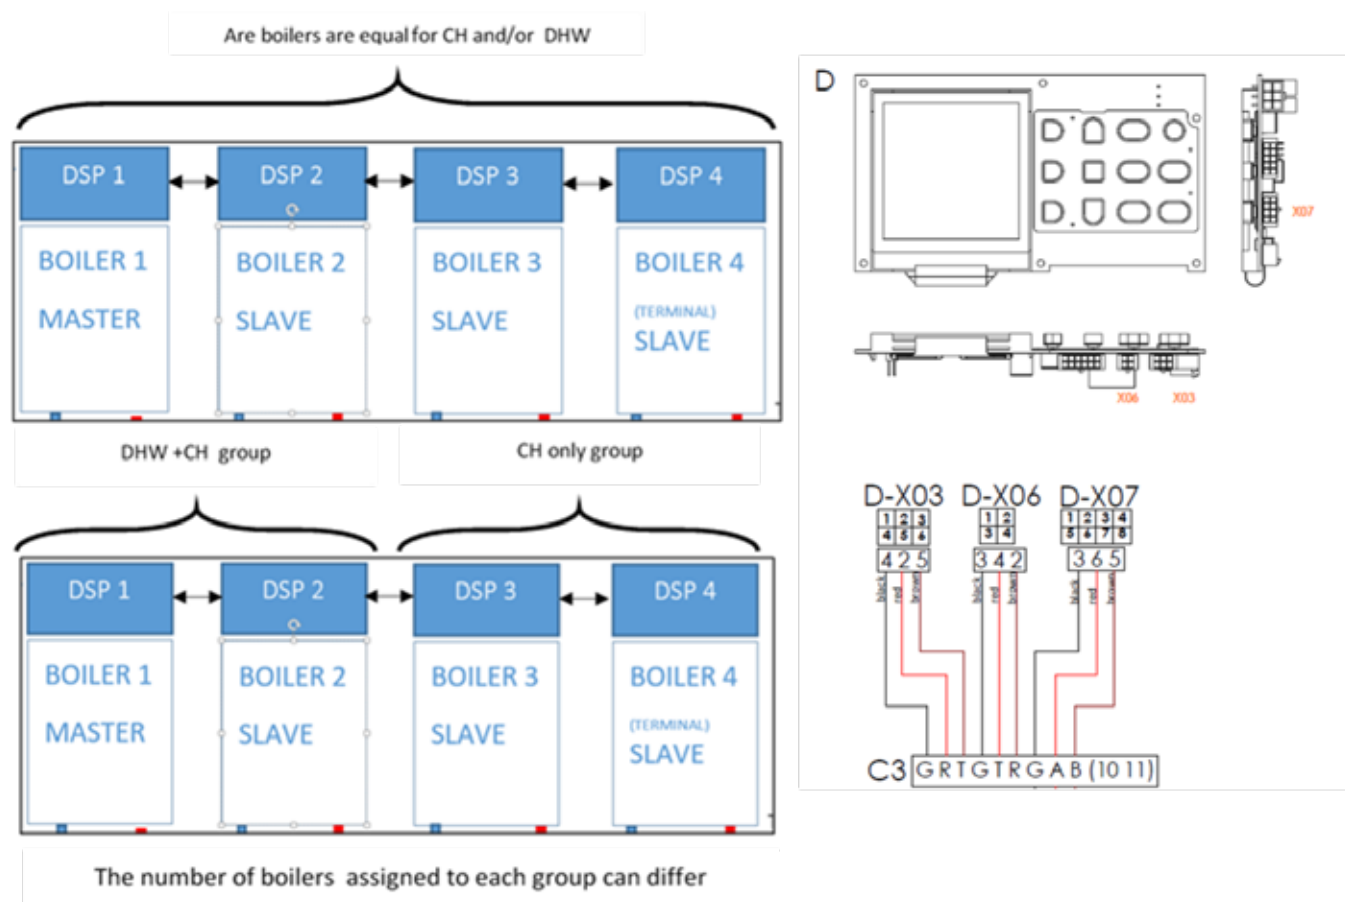 Are boilers are equal for CH and/or DHW
DSP 1
DSP 2
DSP 3
DSP 4
BOILER 1
MASTER
BOILER 2
SLAVE
BOILER 3
SLAVE
BOILER 4
(TERMINAL)
SLAVE
DHW +CH group
CH only group
DSP 1
DSP 2
DSP 3
DSP 4
BOILER 1
MASTER
BOILER 2
SLAVE
BOILER 3
SLAVE
BOILER 4
(TERMINAL)
SLAVE
The number of boilers assigned to each group can differ
D
X07
X06
X03
D-X03
D-X06
D-X07
1 2 3
4 5 6
1 2
3 4
1 2 3 4
5 6 7 8
4 2 5
3 4 2
3 6 5
black
red
brown
black
red
brown
black
red
brown
C3
G R T G T R G A B (10 11)